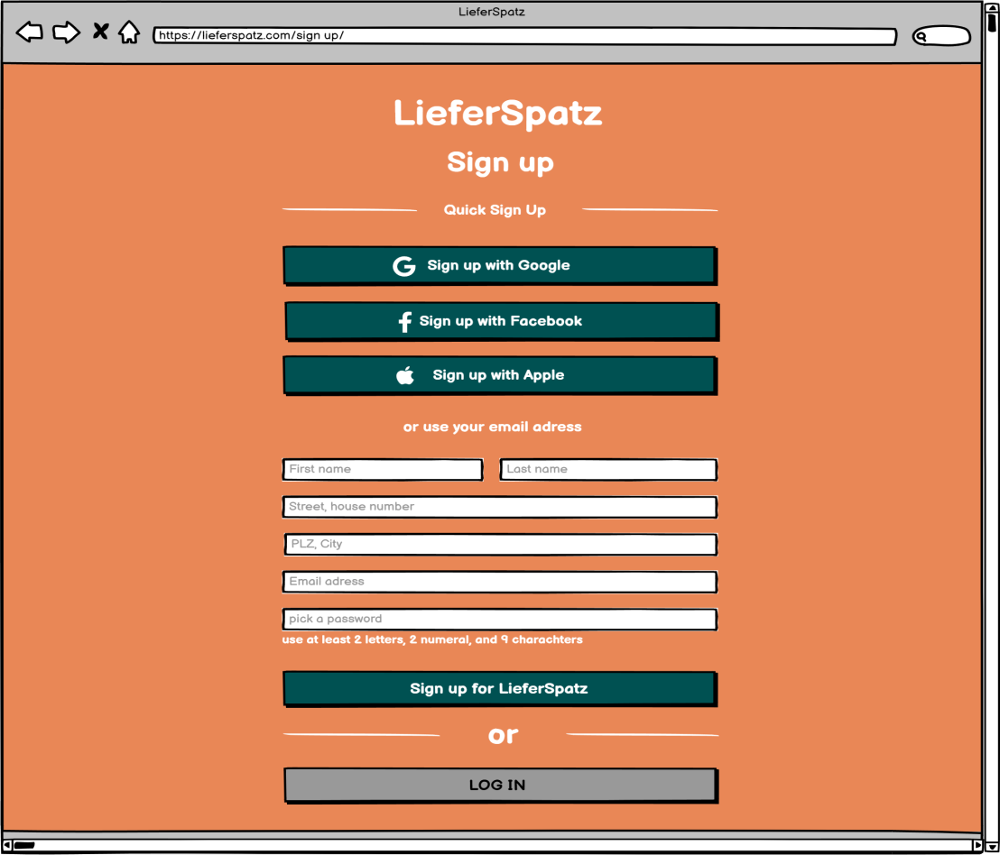 LieferSpatz
https://lieferspatz.com/sign up/
LieferSpatz
Sign up
Quick Sign Up
Sign up with Google
Sign up with Facebook
Sign up with Apple
or use your email adress
First name
Last name
Street, house number
PLZ, City
Email adress
pick a password
use at least 2 letters, 2 numeral, and 9 charachters
Sign up for LieferSpatz
or
LOG IN